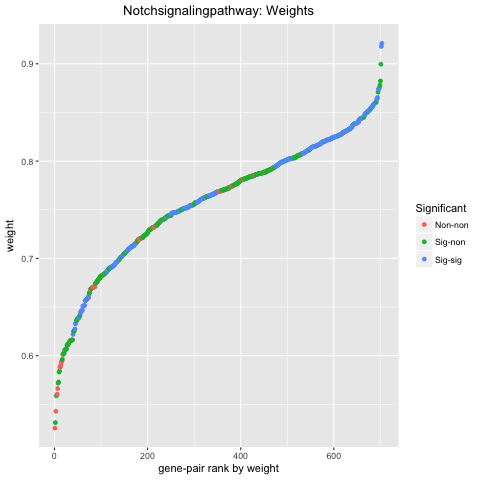 Notchsignalingpathway: Weights
weight
0.9
0.8
0.7
0.6
0
200
400
600
gene-pair rank by weight
Significant
Non-non
Sig-non
Sig-sig